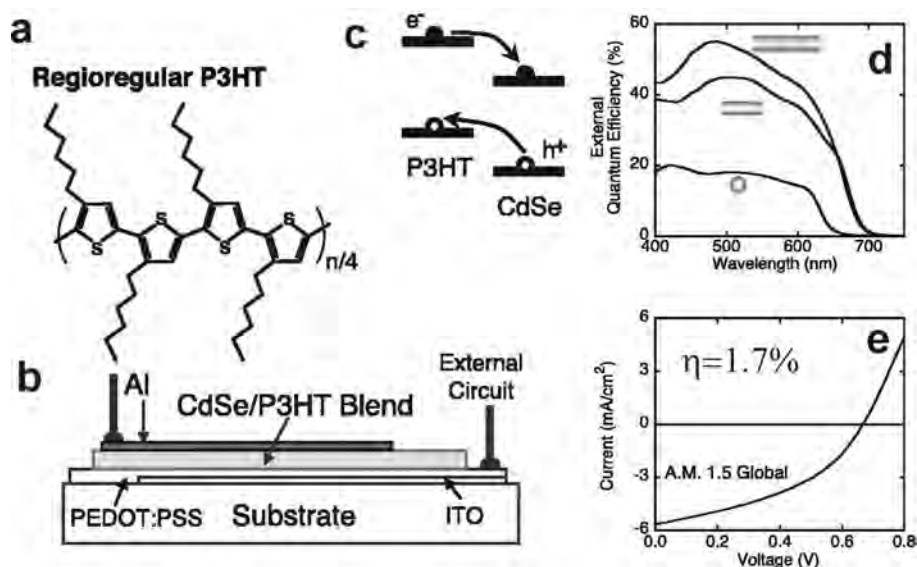 a
Regioregular P3HT
S
S
S
S
n/4
b
Al
CdSe/P3HT Blend
External
Circuit
PEDOT:PSS
Substrate
ITO
c
e-
P3HT
h+
CdSe
d
External
Quantum Efficiency (%)
60
40
20
0
400
500
600
700
Wavelength (nm)
e
η=1.7%
Current (mA/cm²)
6
3
0
-3
-6
A.M. 1.5 Global
0.0
0.2
0.4
0.6
0.8
Voltage (V)